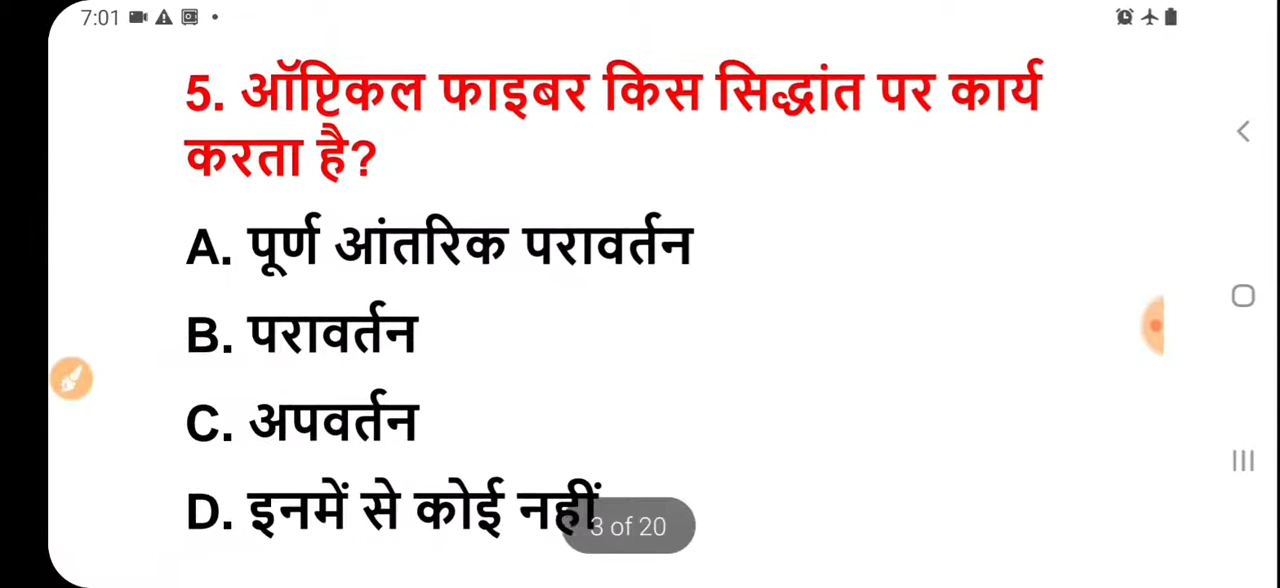 7:01
5. ऑप्टिकल फाइबर किस सिद्धांत पर कार्य
करता है?
A. पूर्ण आंतरिक परावर्तन
B. परावर्तन
C. अपवर्तन
D. इनमें से कोई नहीं
3 of 20